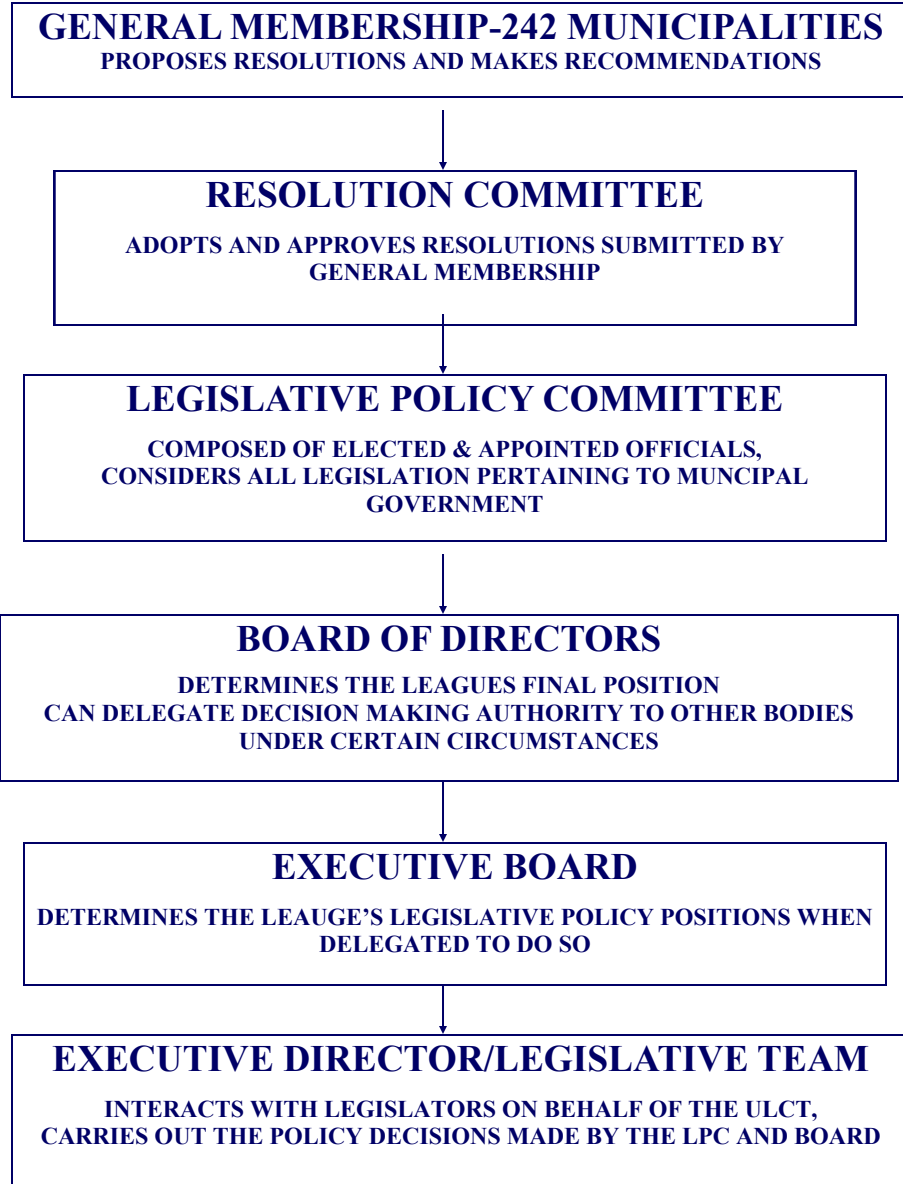 GENERAL MEMBERSHIP-242 MUNICIPALITIES
PROPOSES RESOLUTIONS AND MAKES RECOMMENDATIONS
RESOLUTION COMMITTEE
ADOPTS AND APPROVES RESOLUTIONS SUBMITTED BY
GENERAL MEMBERSHIP
LEGISLATIVE POLICY COMMITTEE
COMPOSED OF ELECTED & APPOINTED OFFICIALS,
CONSIDERS ALL LEGISLATION PERTAINING TO MUNCIPAL
GOVERNMENT
BOARD OF DIRECTORS
DETERMINES THE LEAGUES FINAL POSITION
CAN DELEGATE DECISION MAKING AUTHORITY TO OTHER BODIES
UNDER CERTAIN CIRCUMSTANCES
EXECUTIVE BOARD
DETERMINES THE LEAUGE'S LEGISLATIVE POLICY POSITIONS WHEN
DELEGATED TO DO SO
EXECUTIVE DIRECTOR/LEGISLATIVE TEAM
INTERACTS WITH LEGISLATORS ON BEHALF OF THE ULCT,
CARRIES OUT THE POLICY DECISIONS MADE BY THE LPC AND BOARD